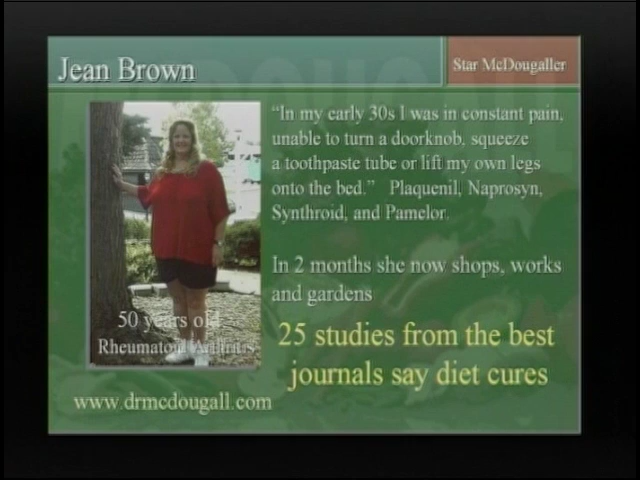 Jean Brown
Star McDougaller
“In my early 30s I was in constant pain,
unable to turn a doorknob, squeeze
a toothpaste tube or lift my own legs
onto the bed.” Plaquenil, Naprosyn,
Synthroid, and Pamelor.
In 2 months she now shops, works
and gardens
50 years old
Rheumatoid Arthritis
25 studies from the best
journals say diet cures
www.drmcdougall.com